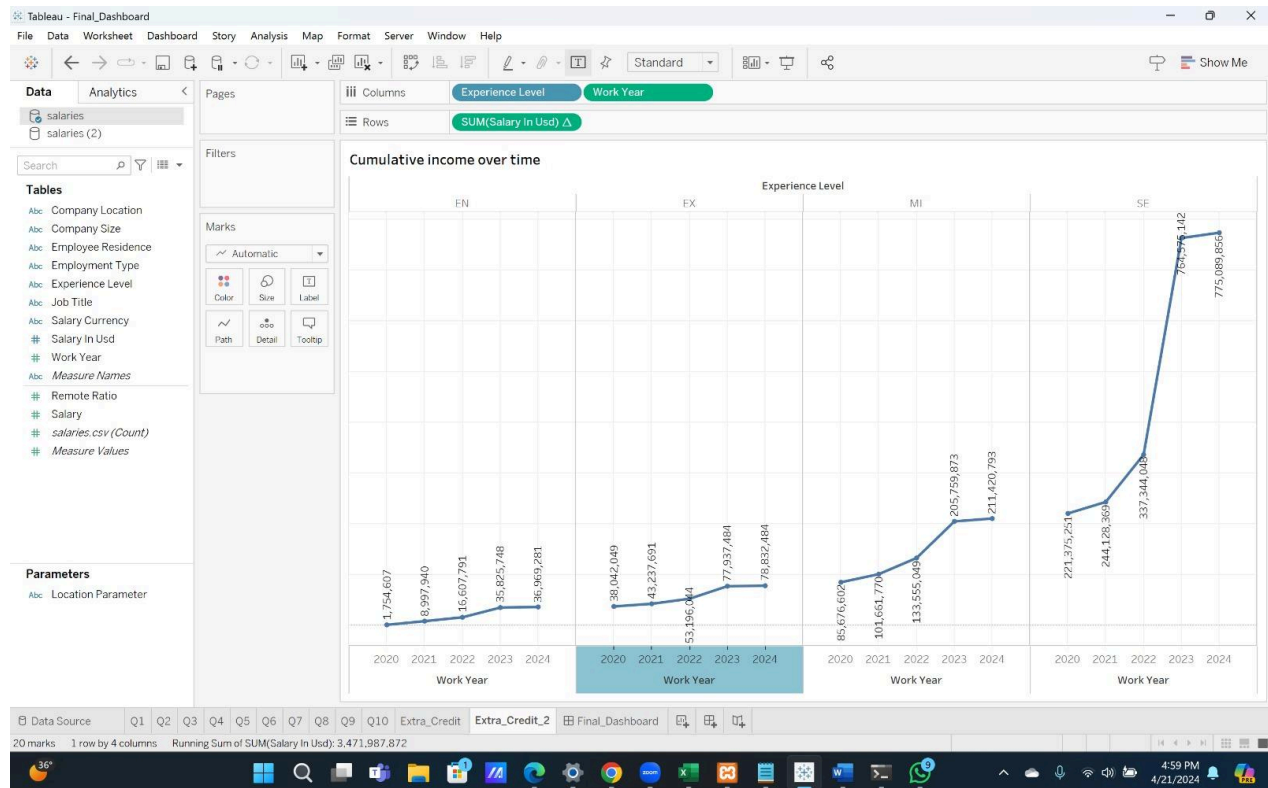 Tableau - Final_Dashboard
File Data Worksheet Dashboard Story Analysis Map Format Server Window Help
Standard
Show Me
Data Analytics
salaries
salaries (2)
Search
Tables
Abc Company Location
Abc Company Size
Abc Employee Residence
Abc Employment Type
Abc Experience Level
Abc Job Title
Abc Salary Currency
# Salary In Usd
# Work Year
Abc Measure Names
# Remote Ratio
# Salary
# salaries.csv (Count)
# Measure Values
Parameters
Abc Location Parameter
Pages
Filters
Marks
Automatic
Color Size Label
Path Detail Tooltip
Columns Experience Level Work Year
Rows SUM(Salary In Usd) Δ
Cumulative income over time
Experience Level
EN EX MI SE
1,754,607
8,997,940
16,607,791
35,825,748
36,969,281
38,042,049
43,237,691
53,196,044
77,937,484
78,832,484
85,676,602
101,661,770
133,555,049
205,759,873
211,420,793
221,375,251
244,128,369
337,344,048
764,576,142
775,089,856
2020 2021 2022 2023 2024 2020 2021 2022 2023 2024 2020 2021 2022 2023 2024 2020 2021 2022 2023 2024
Work Year Work Year Work Year Work Year
Data Source Q1 Q2 Q3 Q4 Q5 Q6 Q7 Q8 Q9 Q10 Extra_Credit Extra_Credit_2 Final_Dashboard
20 marks 1 row by 4 columns Running Sum of SUM(Salary In Usd): 3,471,987,872
36°
zoom
4:59 PM
4/21/2024
PRE